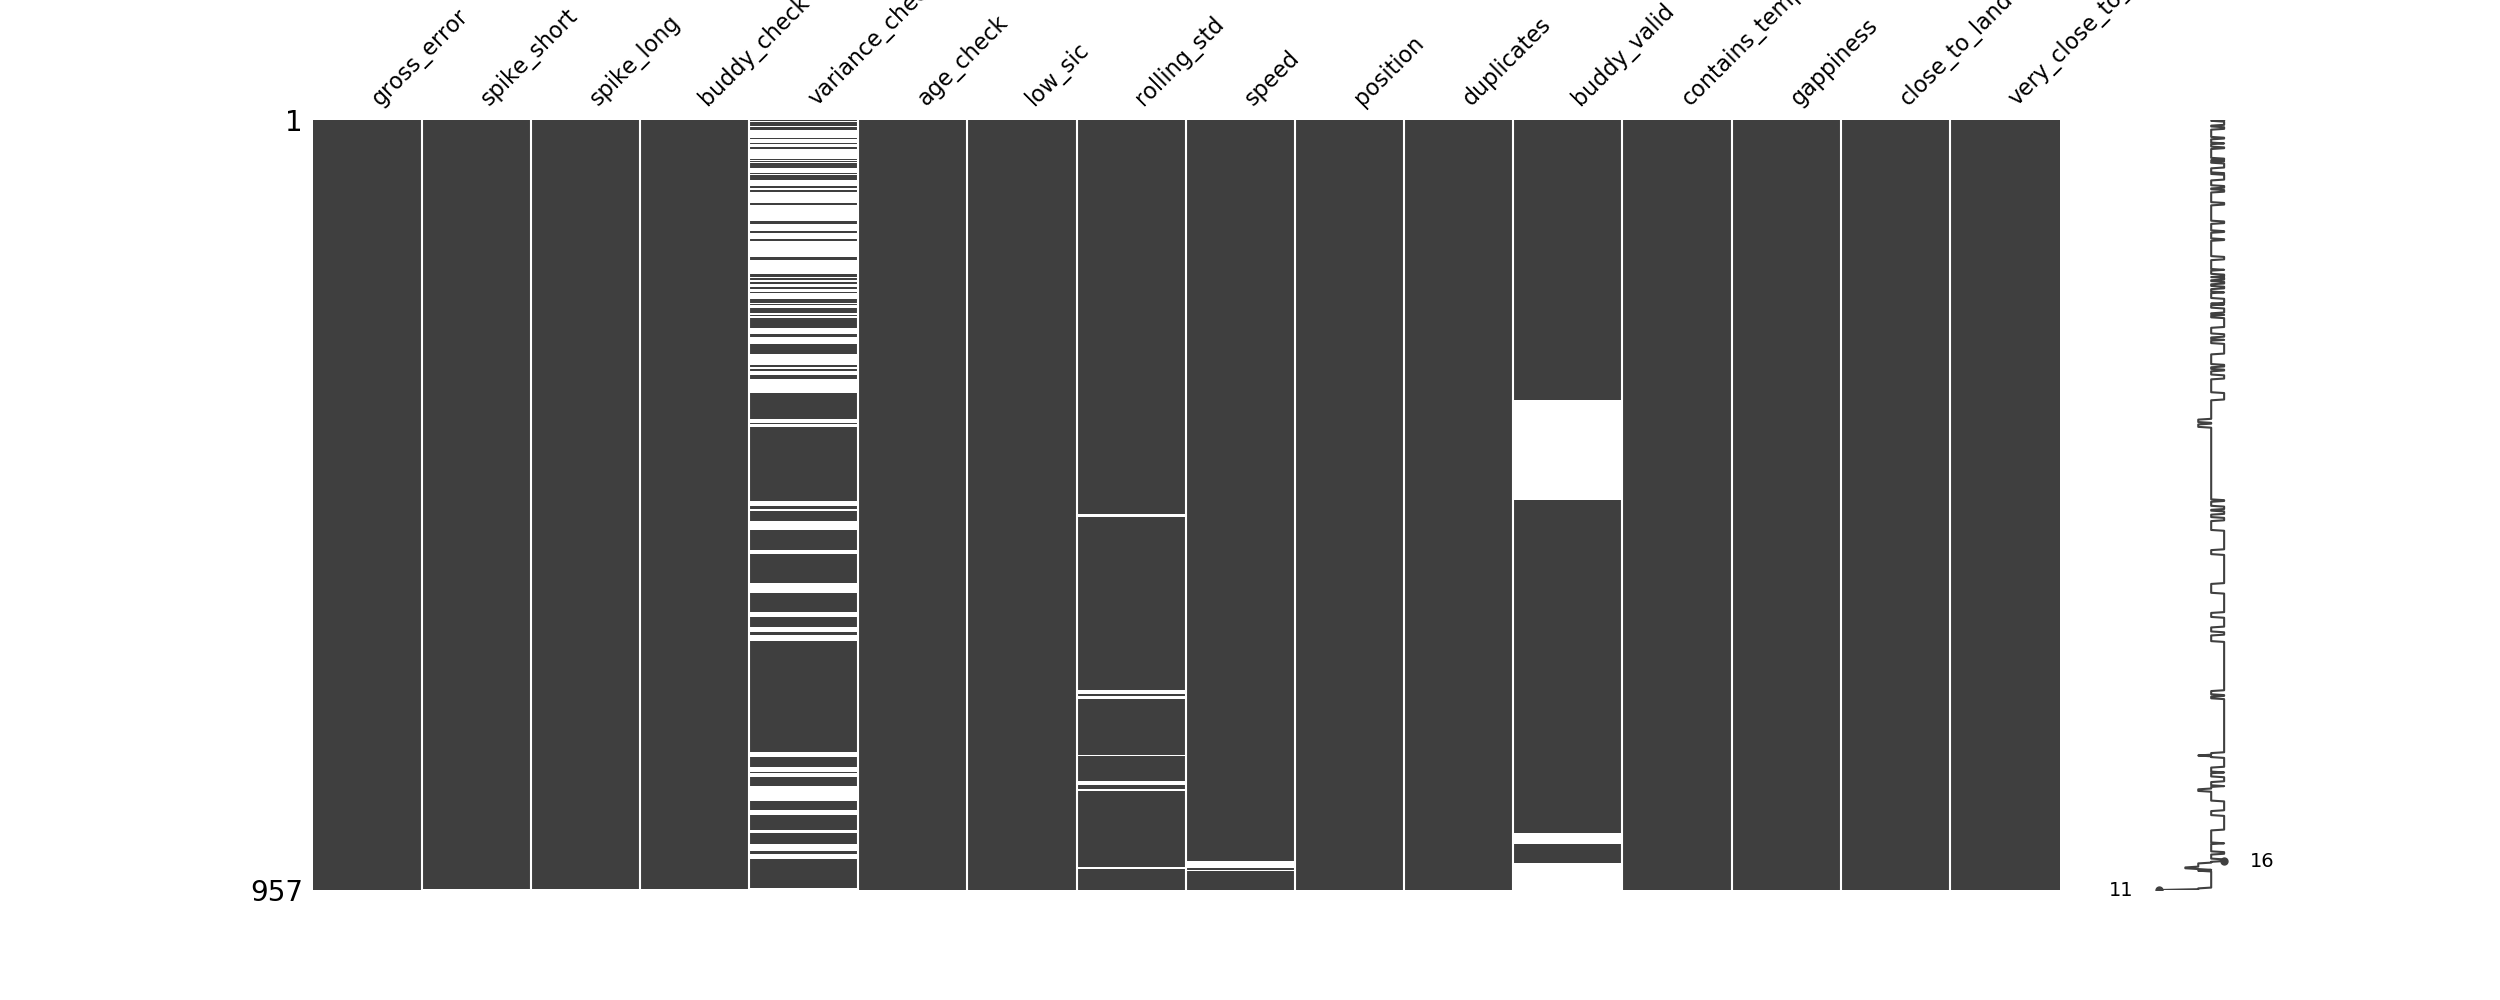 gross_error
spike_short
spike_long
buddy_check
variance_che
age_check
low_sic
rolling_std
speed
position
duplicates
buddy_valid
contains_temp
gappiness
close_to_land
very_close_to_
1
957
16
11